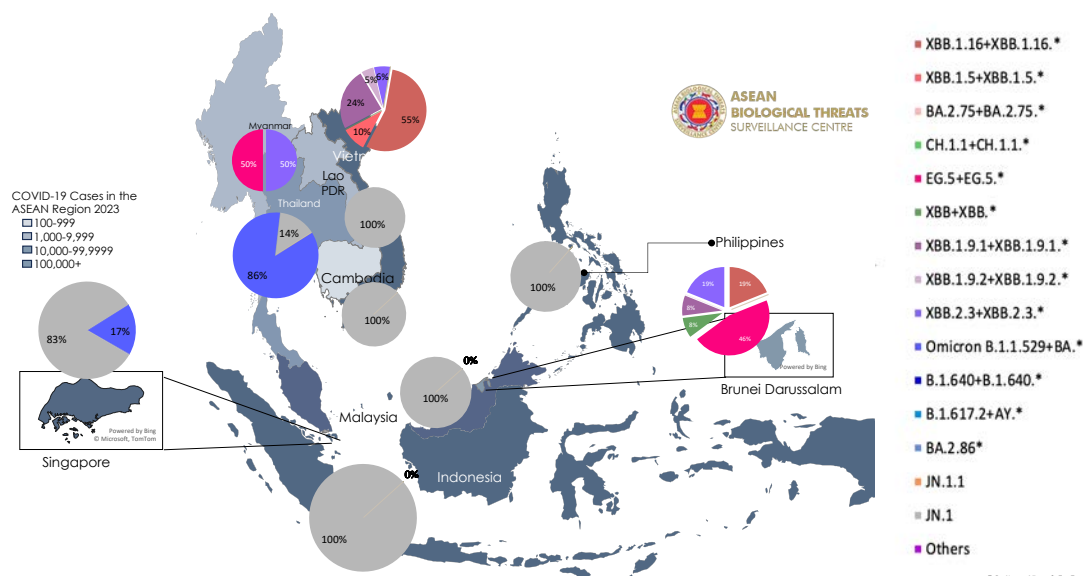 XBB.1.16+XBB.1.16.*
XBB.1.5+XBB.1.5.*
BA.2.75+BA.2.75.*
CH.1.1+CH.1.1.*
EG.5+EG.5.*
XBB+XBB.*
XBB.1.9.1+XBB.1.9.1.*
XBB.1.9.2+XBB.1.9.2.*
XBB.2.3+XBB.2.3.*
Omicron B.1.1.529+BA.*
B.1.640+B.1.640.*
B.1.617.2+AY.*
BA.2.86*
JN.1.1
JN.1
Others
ASEAN
BIOLOGICAL THREATS
SURVEILLANCE CENTRE
5%
6%
24%
55%
10%
Myanmar
50%
50%
Lao
PDR
Thailand
100%
14%
86%
Cambodia
100%
COVID-19 Cases in the
ASEAN Region 2023
100-999
1,000-9,999
10,000-99,9999
100,000+
83%
17%
Powered by Bing
© Microsoft, TomTom
Singapore
Philippines
100%
19%
19%
8%
8%
46%
Powered by Bing
Brunei Darussalam
0%
100%
Malaysia
Indonesia
0%
100%